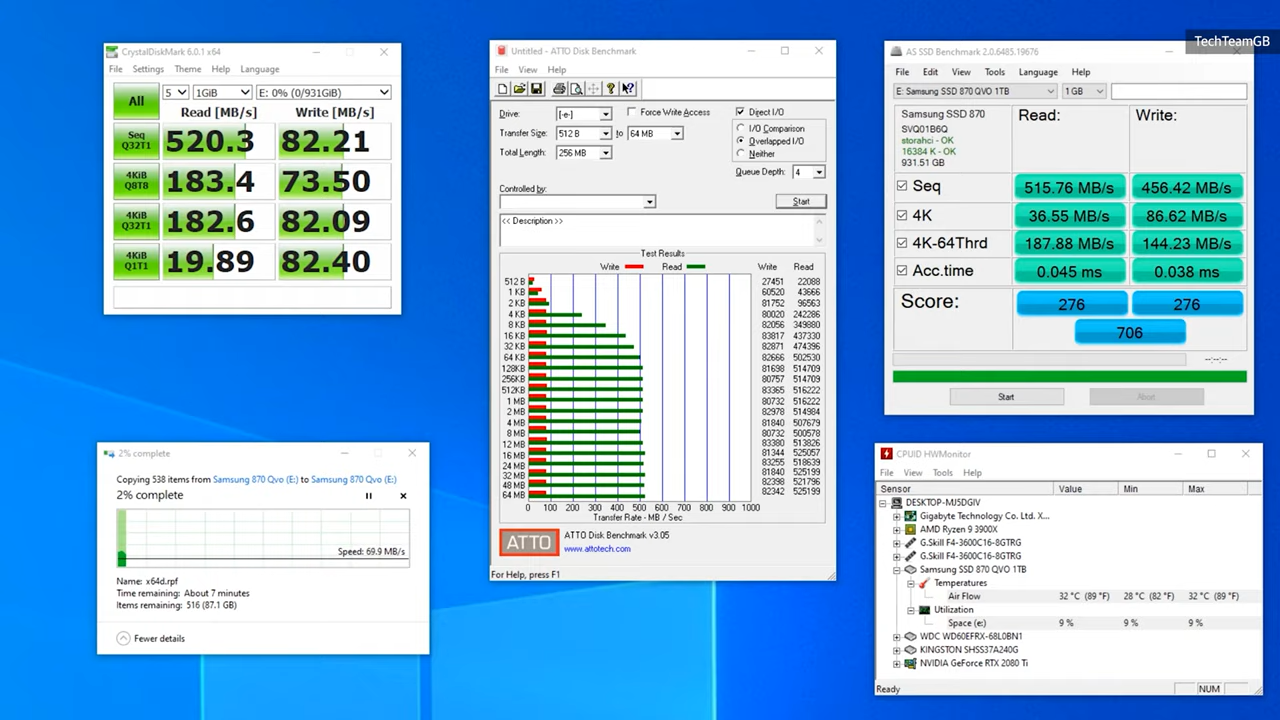 TechTeamGB
CrystalDiskMark 6.0.1 x64
File Settings Theme Help Language
All 5 1GiB E: 0% (0/931GiB)
Read [MB/s] Write [MB/s]
Seq Q32T1 520.3 82.21
4KiB Q8T8 183.4 73.50
4KiB Q32T1 182.6 82.09
4KiB Q1T1 19.89 82.40
2% complete
Copying 538 items from Samsung 870 Qvo (E:) to Samsung 870 Qvo (E:)
2% complete
Speed: 69.9 MB/s
Name: x64d.rpf
Time remaining: About 7 minutes
Items remaining: 516 (87.1 GB)
Fewer details
Untitled - ATTO Disk Benchmark
File View Help
Drive: [-e-] Force Write Access Direct I/O
Transfer Size: 512 B to 64 MB I/O Comparison
Total Length: 256 MB Overlapped I/O
Neither
Queue Depth: 4
Controlled by:
Start
<< Description >>
Test Results
Write Read Write Read
512 B 27451 22088
1 KB 60520 43666
2 KB 81752 96563
4 KB 80020 242286
8 KB 82056 349880
16 KB 83817 437330
32 KB 82871 474396
64 KB 82666 502530
128KB 81698 514709
256KB 80757 514709
512KB 83365 516222
1 MB 80732 516222
2 MB 82978 514984
4 MB 81840 507679
8 MB 80732 500578
12 MB 83380 513826
16 MB 81344 525057
24 MB 83255 518639
32 MB 81840 525199
48 MB 82398 521796
64 MB 82342 525199
0 100 200 300 400 500 600 700 800 900 1000
Transfer Rate - MB / Sec
ATTO ATTO Disk Benchmark v3.05
www.attotech.com
For Help, press F1
AS SSD Benchmark 2.0.6485.19676
File Edit View Tools Language Help
E: Samsung SSD 870 QVO 1TB 1 GB
Samsung SSD 870
SVQ01B6Q
storahci - OK
16384 K - OK
931.51 GB
Read: Write:
Seq 515.76 MB/s 456.42 MB/s
4K 36.55 MB/s 86.62 MB/s
4K-64Thrd 187.88 MB/s 144.23 MB/s
Acc.time 0.045 ms 0.038 ms
Score: 276 276
706
--:--:--
Start Abort
CPUID HWMonitor
File View Tools Help
Sensor Value Min Max
DESKTOP-MJ5DGIV
Gigabyte Technology Co. Ltd. X...
AMD Ryzen 9 3900X
G.Skill F4-3600C16-8GTRG
G.Skill F4-3600C16-8GTRG
Samsung SSD 870 QVO 1TB
Temperatures
Air Flow 32 °C (89 °F) 28 °C (82 °F) 32 °C (89 °F)
Utilization
Space (e:) 9 % 9 % 9 %
WDC WD60EFRX-68L0BN1
KINGSTON SHSS37A240G
NVIDIA GeForce RTX 2080 Ti
Ready NUM